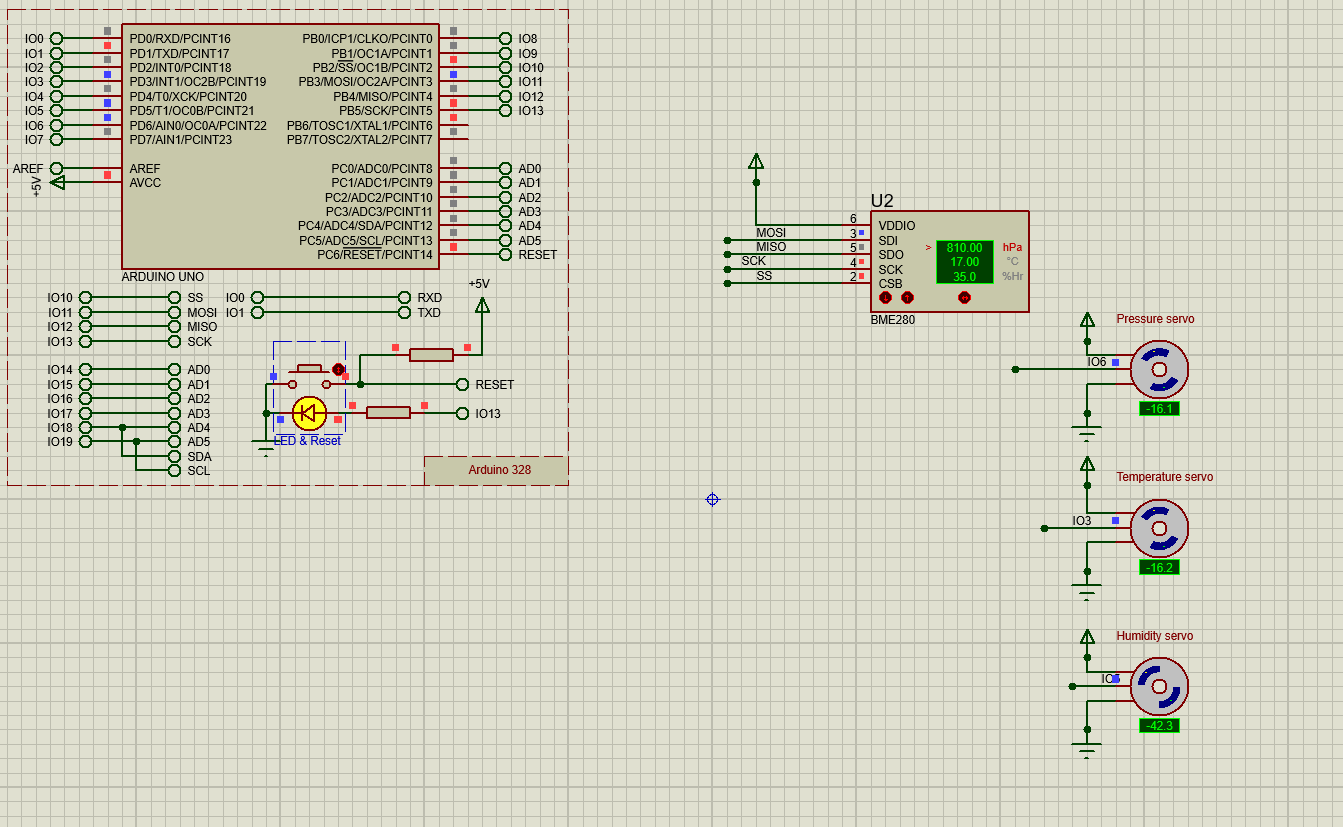 IO0 PD0/RXD/PCINT16 PB0/ICP1/CLKO/PCINT0 IO8
IO1 PD1/TXD/PCINT17 PB1/OC1A/PCINT1 IO9
IO2 PD2/INT0/PCINT18 PB2/SS/OC1B/PCINT2 IO10
IO3 PD3/INT1/OC2B/PCINT19 PB3/MOSI/OC2A/PCINT3 IO11
IO4 PD4/T0/XCK/PCINT20 PB4/MISO/PCINT4 IO12
IO5 PD5/T1/OC0B/PCINT21 PB5/SCK/PCINT5 IO13
IO6 PD6/AIN0/OC0A/PCINT22 PB6/TOSC1/XTAL1/PCINT6
IO7 PD7/AIN1/PCINT23 PB7/TOSC2/XTAL2/PCINT7
AREF AREF PC0/ADC0/PCINT8 AD0
+5V AVCC PC1/ADC1/PCINT9 AD1
PC2/ADC2/PCINT10 AD2
PC3/ADC3/PCINT11 AD3
PC4/ADC4/SDA/PCINT12 AD4
PC5/ADC5/SCL/PCINT13 AD5
PC6/RESET/PCINT14 RESET
ARDUINO UNO
IO10 SS IO0 RXD
IO11 MOSI IO1 TXD
IO12 MISO
IO13 SCK
+5V
IO14 AD0
IO15 AD1
IO16 AD2
IO17 AD3
IO18 AD4
IO19 AD5
SDA
SCL
RESET
IO13
LED & Reset
Arduino 328
U2
6 VDDIO
MOSI 3 SDI
MISO 5 SDO
SCK 4 SCK
SS 2 CSB
> 810.00 hPa
17.00 °C
35.0 %Hr
BME280
Pressure servo
IO6
-16.1
Temperature servo
IO3
-16.2
Humidity servo
-42.3